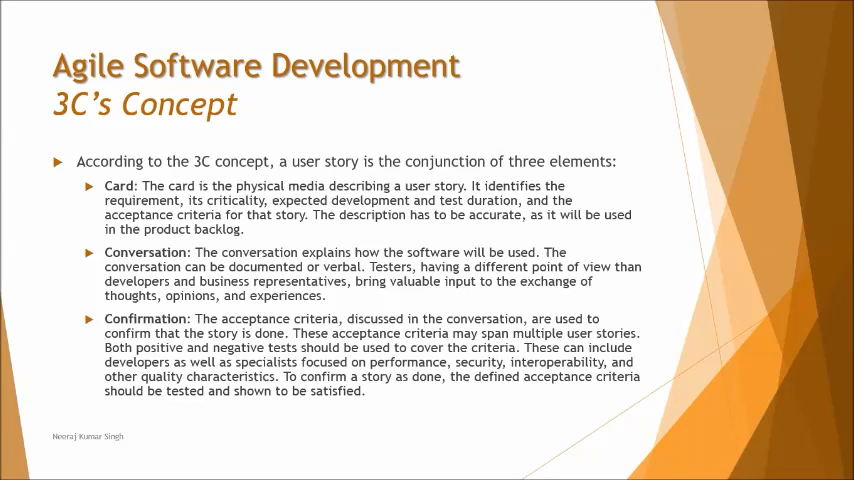 Agile Software Development
3C's Concept
According to the 3C concept, a user story is the conjunction of three elements:
Card: The card is the physical media describing a user story. It identifies the
requirement, its criticality, expected development and test duration, and the
acceptance criteria for that story. The description has to be accurate, as it will be used
in the product backlog.
Conversation: The conversation explains how the software will be used. The
conversation can be documented or verbal. Testers, having a different point of view than
developers and business representatives, bring valuable input to the exchange of
thoughts, opinions, and experiences.
Confirmation: The acceptance criteria, discussed in the conversation, are used to
confirm that the story is done. These acceptance criteria may span multiple user stories.
Both positive and negative tests should be used to cover the criteria. These can include
developers as well as specialists focused on performance, security, interoperability, and
other quality characteristics. To confirm a story as done, the defined acceptance criteria
should be tested and shown to be satisfied.
Neeraj Kumar Singh